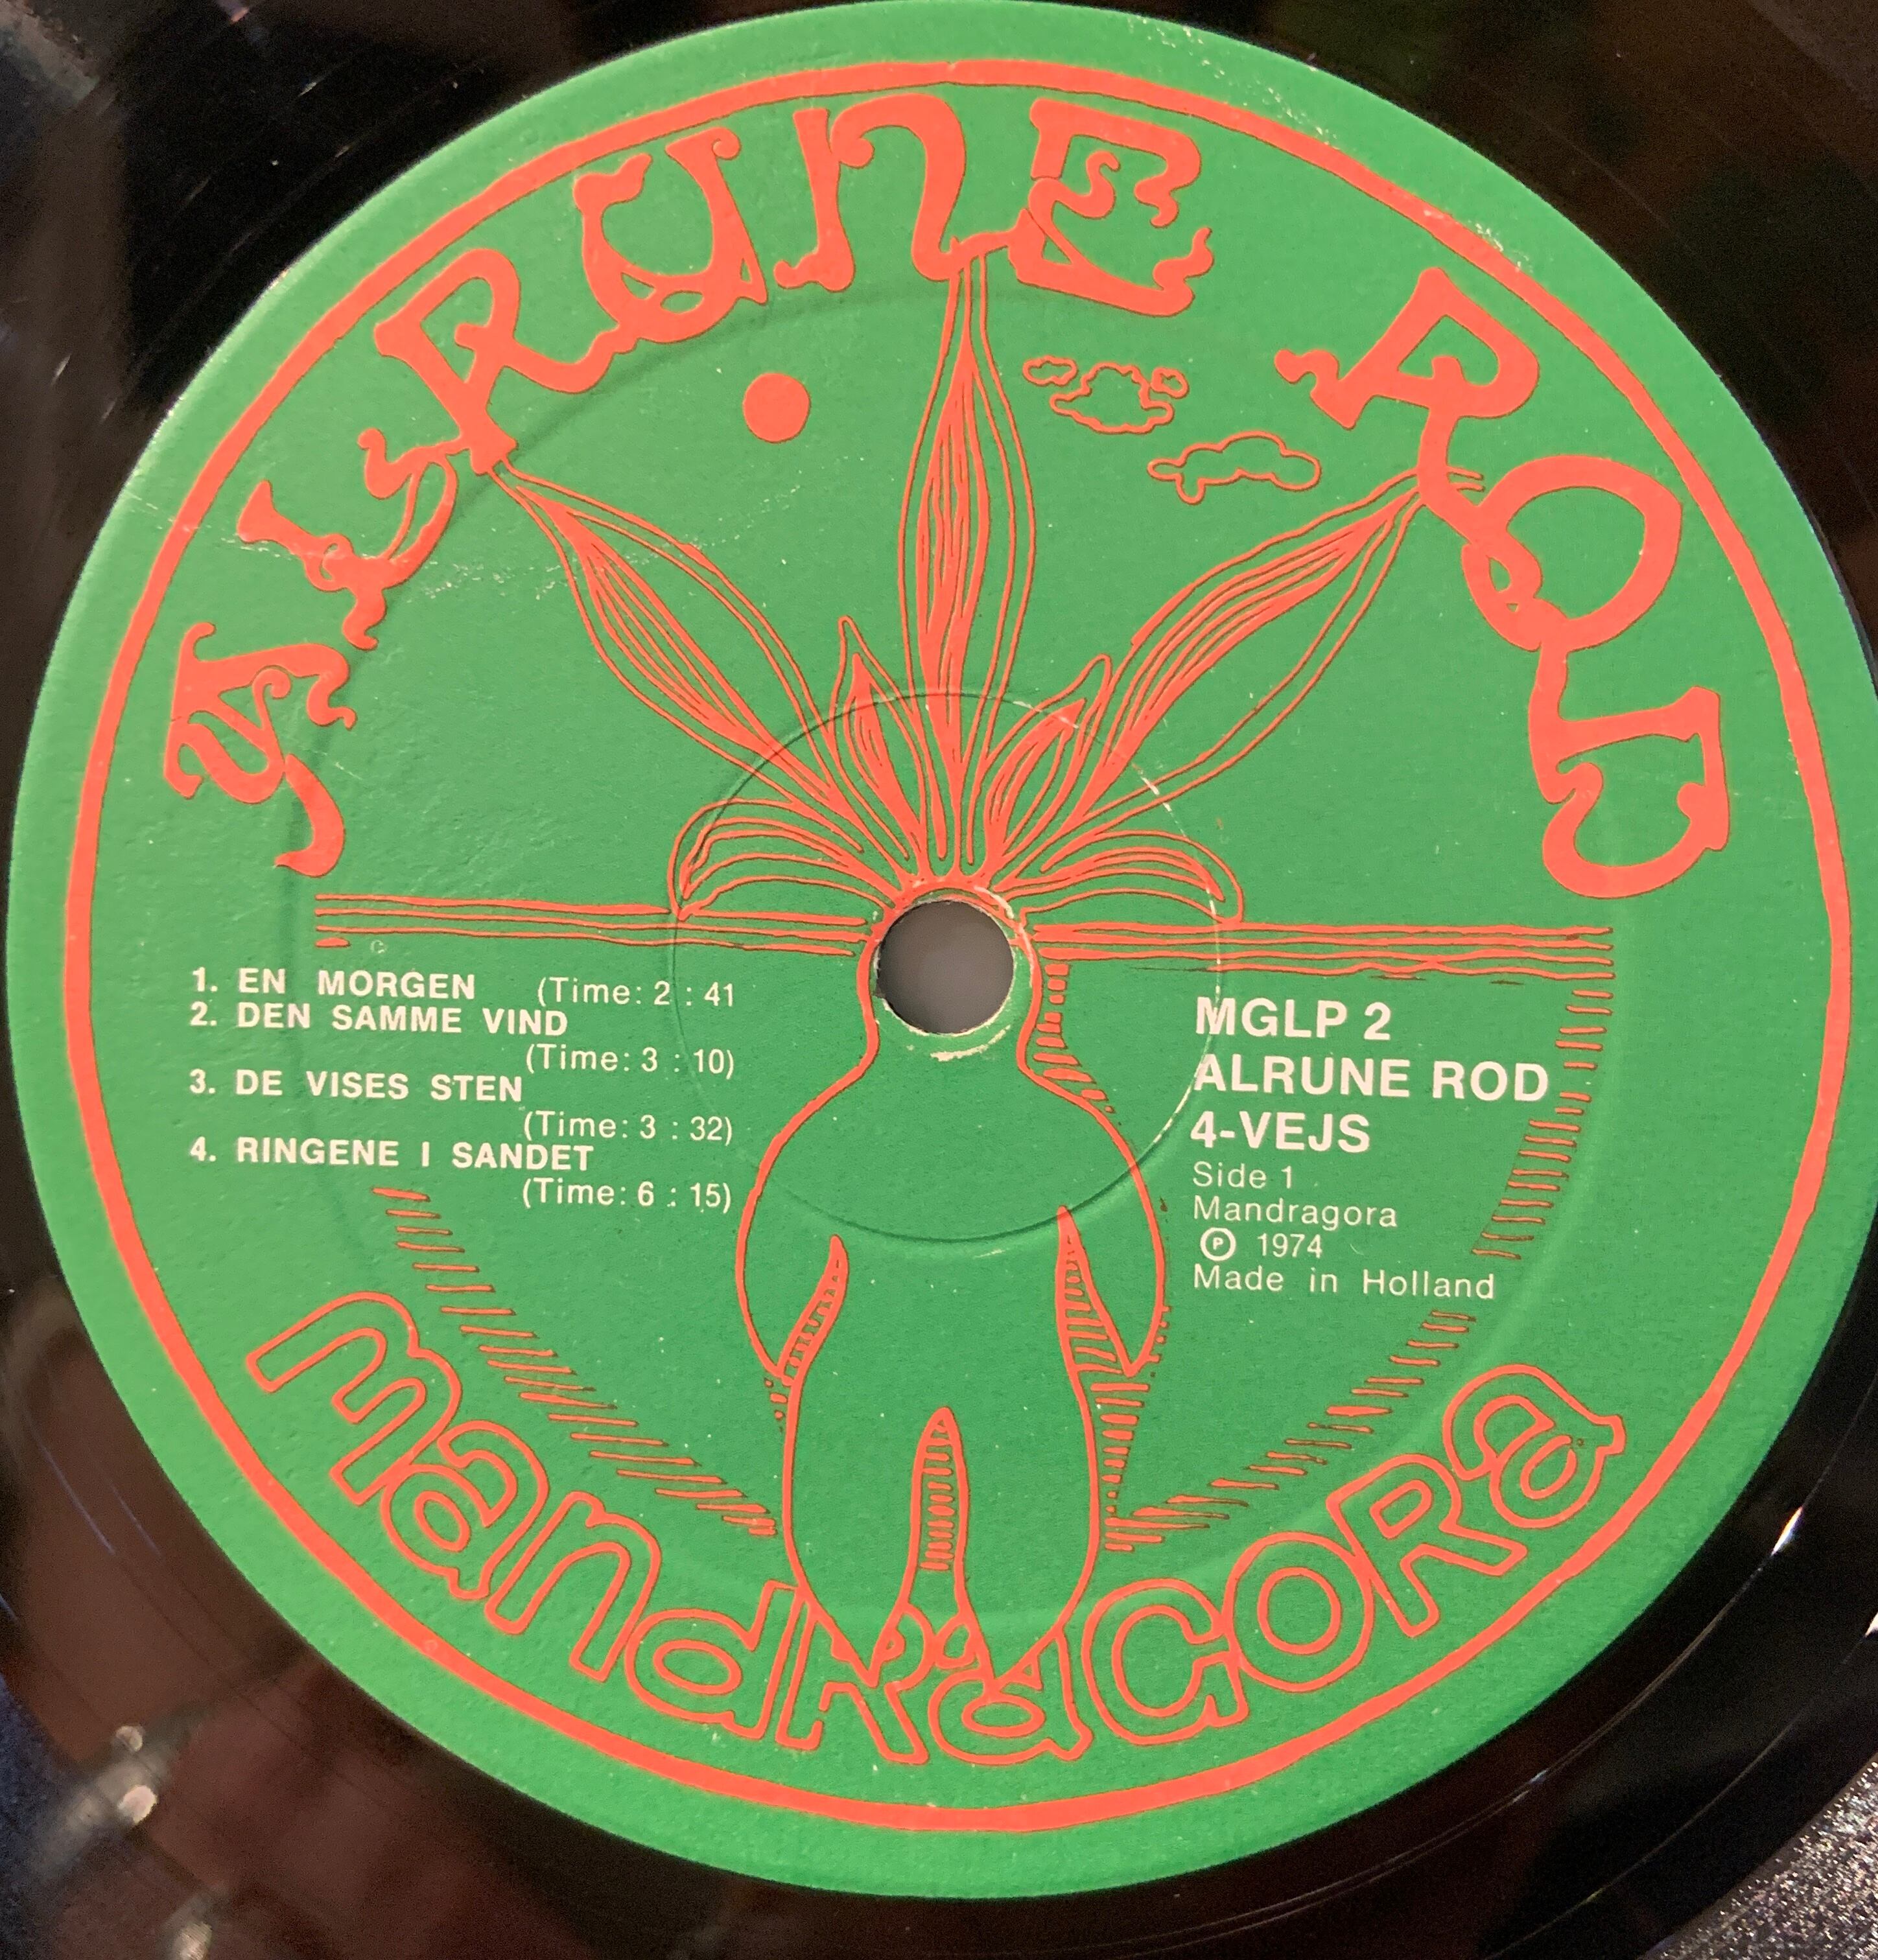 ALRUNE ROD
1. EN MORGEN (Time: 2 : 41
2. DEN SAMME VIND
(Time: 3 : 10)
3. DE VISES STEN
(Time: 3 : 32)
4. RINGENE I SANDET
(Time: 6 : 15)
MGLP 2
ALRUNE ROD
4-VEJS
Side 1
Mandragora
Ⓟ 1974
Made in Holland
mandRaGORa